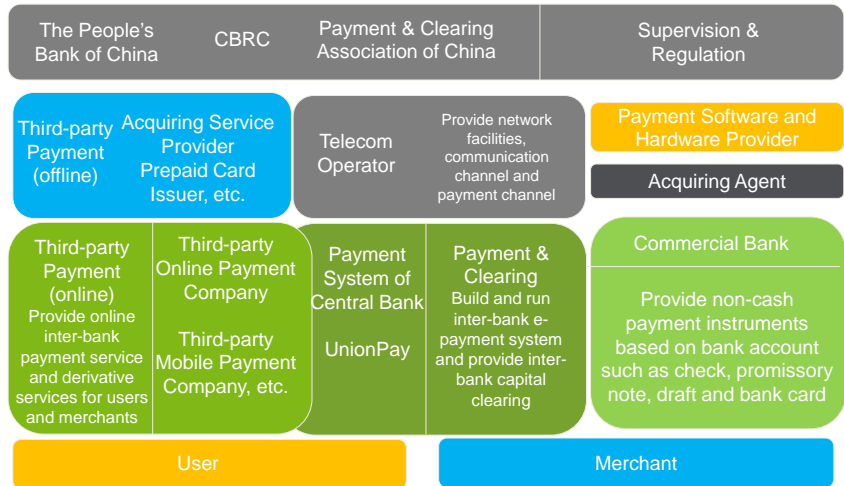 The People's
Bank of China
CBRC
Payment & Clearing
Association of China
Supervision &
Regulation
Third-party
Payment
(offline)
Acquiring Service
Provider
Prepaid Card
Issuer, etc.
Telecom
Operator
Provide network
facilities,
communication
channel and
payment channel
Payment Software and
Hardware Provider
Acquiring Agent
Third-party
Payment
(online)
Provide online
inter-bank
payment service
and derivative
services for users
and merchants
Third-party
Online Payment
Company
Third-party
Mobile Payment
Company, etc.
Payment
System of
Central Bank
UnionPay
Payment &
Clearing
Build and run
inter-bank e-
payment system
and provide inter-
bank capital
clearing
Commercial Bank
Provide non-cash
payment instruments
based on bank account
such as check, promissory
note, draft and bank card
User
Merchant